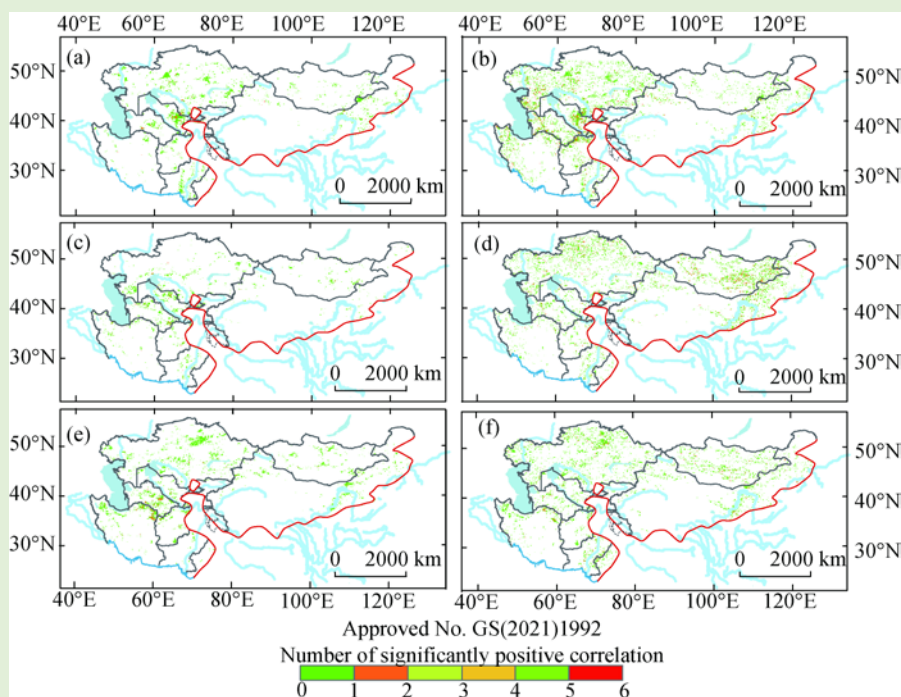 40°E 60°E 80°E 100°E 120°E 40°E 60°E 80°E 100°E 120°E
(a) (b)
50°N 50°N
40°N 40°N
30°N 30°N
0 2000 km 0 2000 km
(c) (d)
50°N 50°N
40°N 40°N
30°N 30°N
0 2000 km 0 2000 km
(e) (f)
50°N 50°N
40°N 40°N
30°N 30°N
0 2000 km 0 2000 km
40°E 60°E 80°E 100°E 120°E 40°E 60°E 80°E 100°E 120°E
Approved No. GS(2021)1992
Number of significantly positive correlation
0 1 2 3 4 5 6